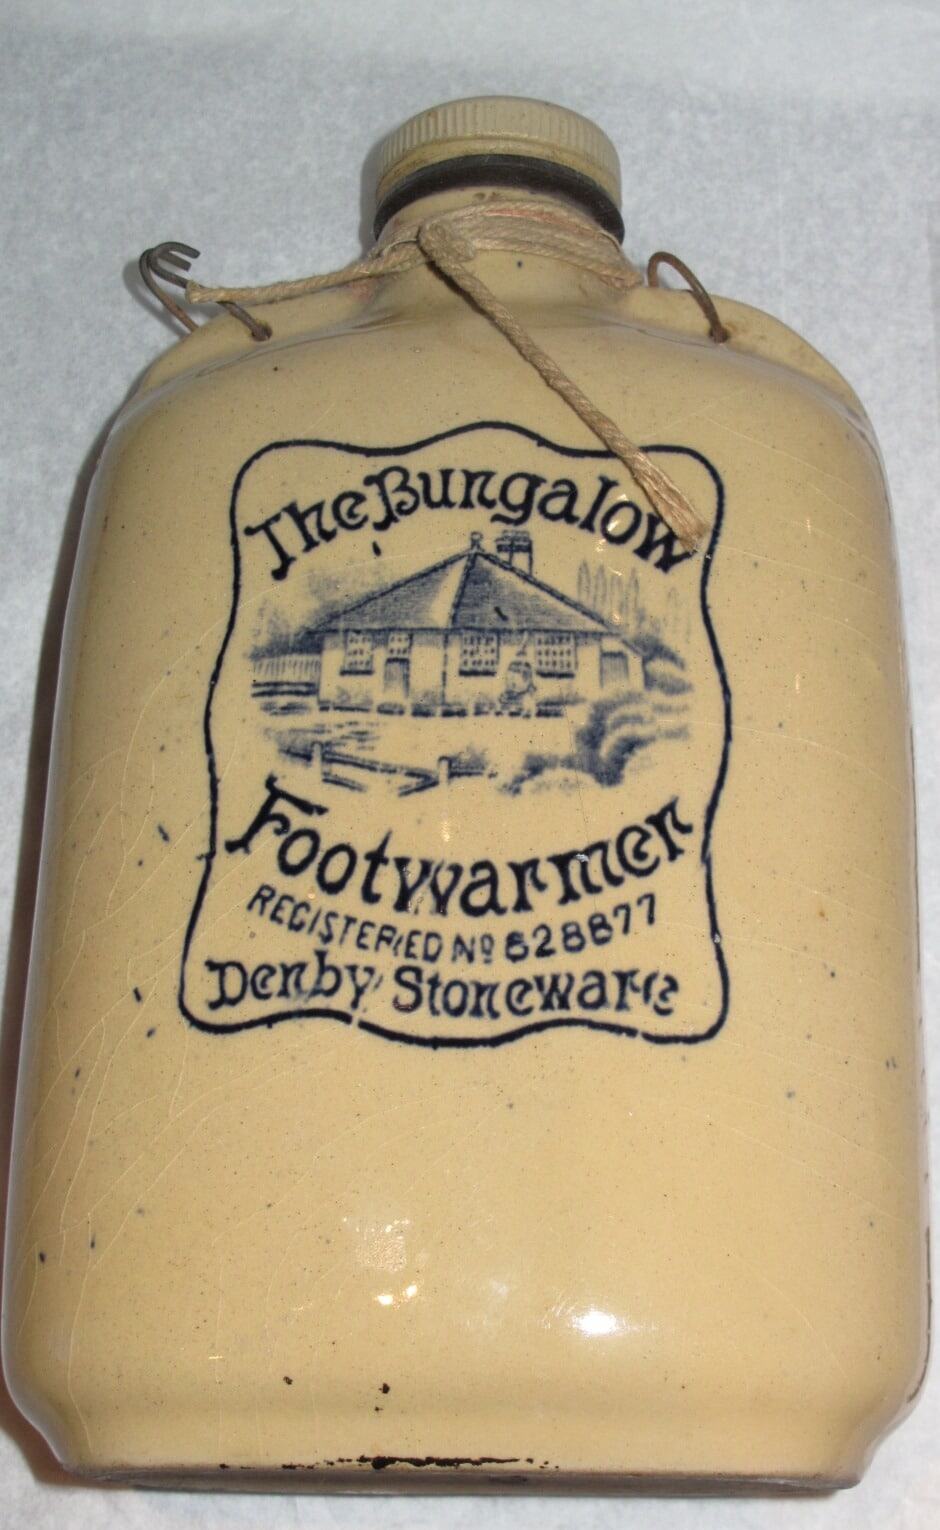 The Bungalow
Footwarmer
REGISTERED No 628877
Denby Stoneware